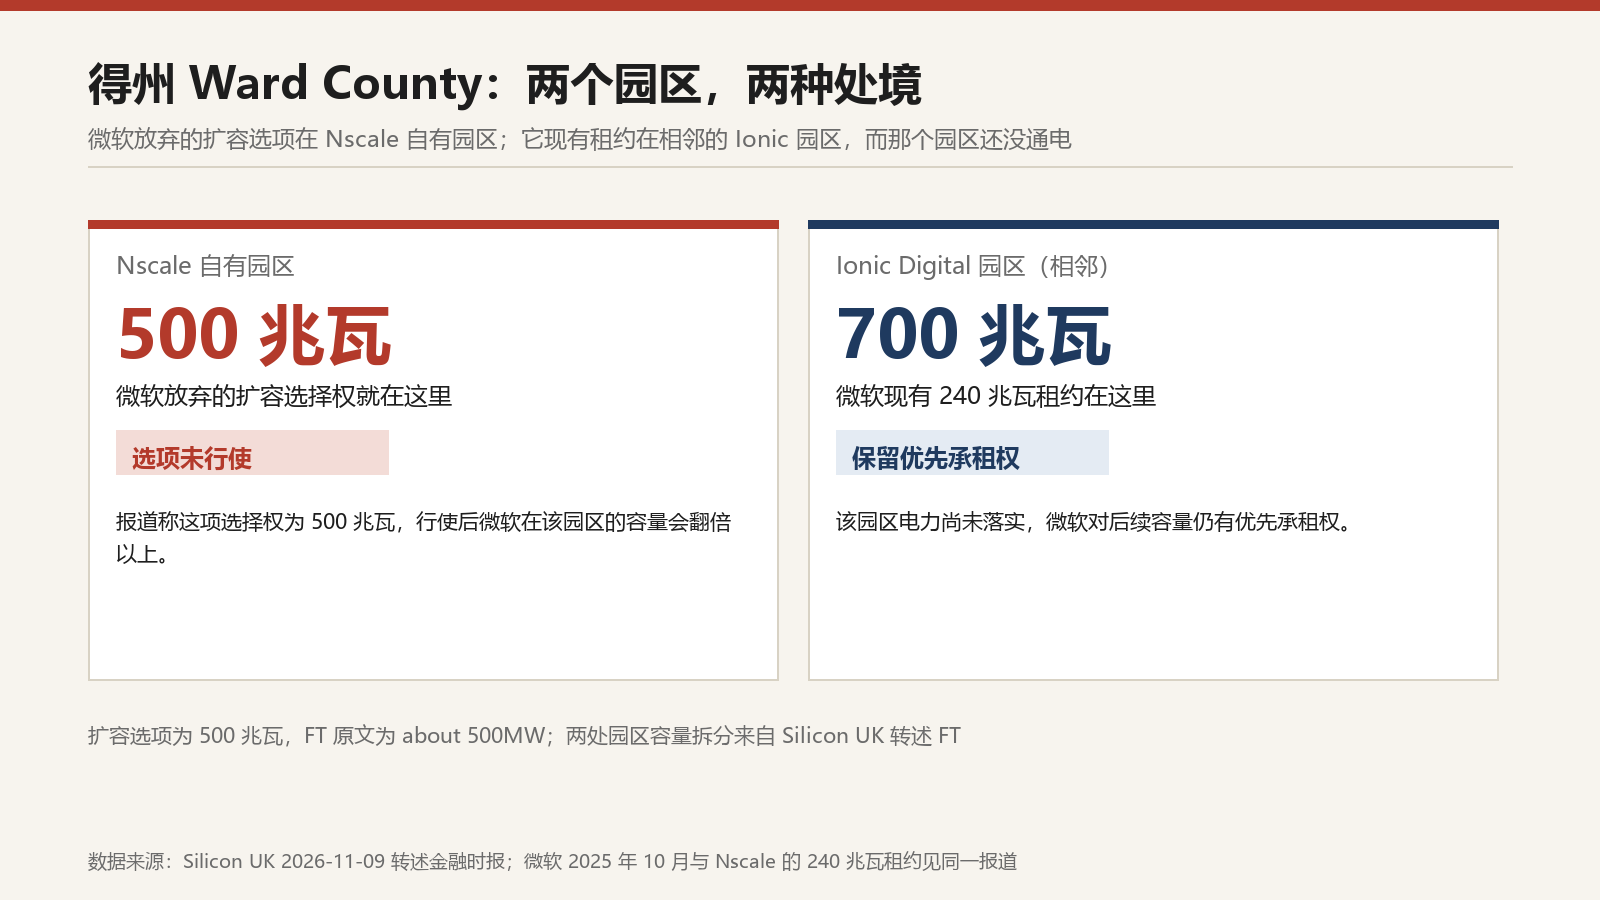 得州 Ward County：两个园区，两种处境
微软放弃的扩容选项在 Nscale 自有园区；它现有租约在相邻的 Ionic 园区，而那个园区还没通电
Nscale 自有园区
500 兆瓦
微软放弃的扩容选择权就在这里
选项未行使
报道称这项选择权为 500 兆瓦，行使后微软在该园区的容量会翻倍
以上。
Ionic Digital 园区（相邻）
700 兆瓦
微软现有 240 兆瓦租约在这里
保留优先承租权
该园区电力尚未落实，微软对后续容量仍有优先承租权。
扩容选项为 500 兆瓦，FT 原文为 about 500MW；两处园区容量拆分来自 Silicon UK 转述 FT
数据来源：Silicon UK 2026-11-09 转述金融时报；微软 2025 年 10 月与 Nscale 的 240 兆瓦租约见同一报道